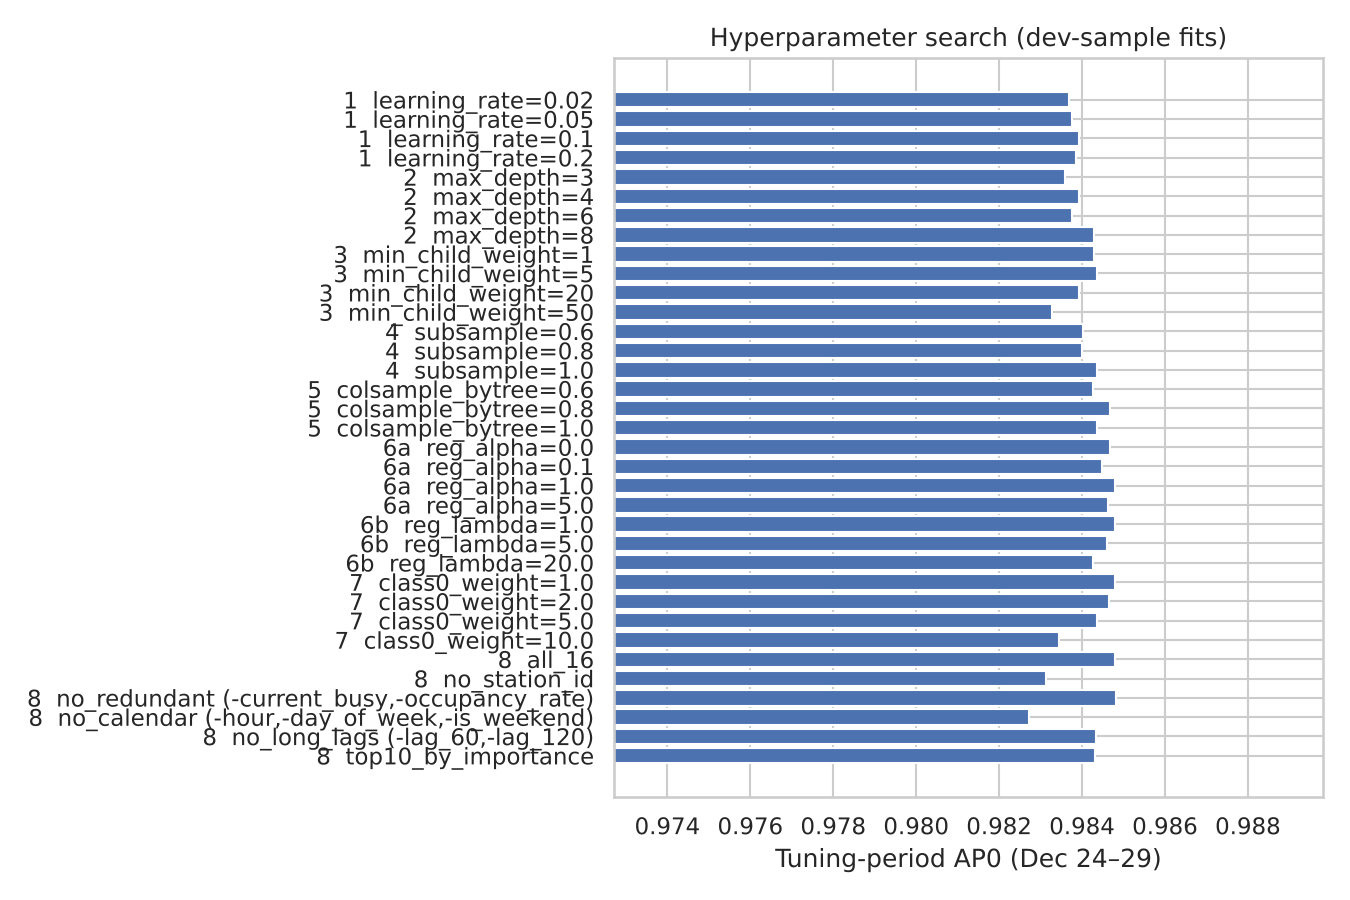 Hyperparameter search (dev-sample fits)
1 learning_rate=0.02
1 learning_rate=0.05
1 learning_rate=0.1
1 learning_rate=0.2
2 max_depth=3
2 max_depth=4
2 max_depth=6
2 max_depth=8
3 min_child_weight=1
3 min_child_weight=5
3 min_child_weight=20
3 min_child_weight=50
4 subsample=0.6
4 subsample=0.8
4 subsample=1.0
5 colsample_bytree=0.6
5 colsample_bytree=0.8
5 colsample_bytree=1.0
6a reg_alpha=0.0
6a reg_alpha=0.1
6a reg_alpha=1.0
6a reg_alpha=5.0
6b reg_lambda=1.0
6b reg_lambda=5.0
6b reg_lambda=20.0
7 class0_weight=1.0
7 class0_weight=2.0
7 class0_weight=5.0
7 class0_weight=10.0
8 all_16
8 no_station_id
8 no_redundant (-current_busy,-occupancy_rate)
8 no_calendar (-hour,-day_of_week,-is_weekend)
8 no_long_lags (-lag_60,-lag_120)
8 top10_by_importance
0.974 0.976 0.978 0.980 0.982 0.984 0.986 0.988
Tuning-period AP0 (Dec 24–29)